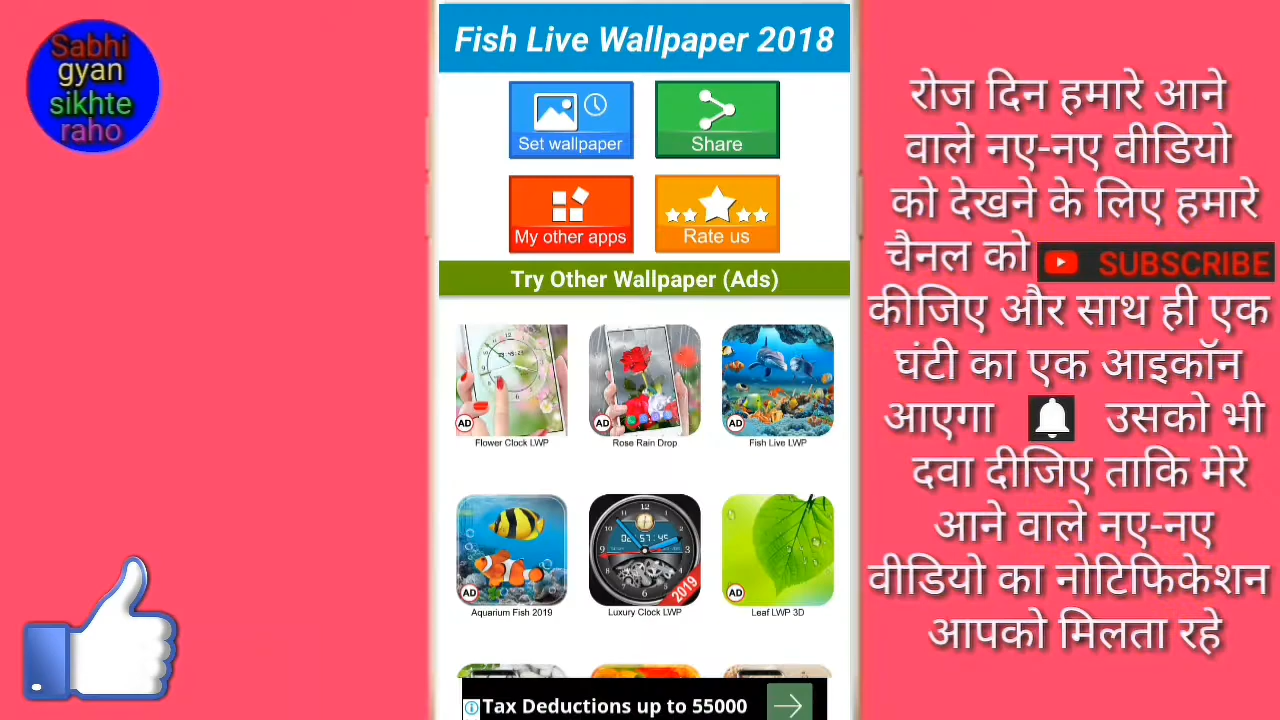 Sabhi
gyan
sikhte
raho
Fish Live Wallpaper 2018
Set wallpaper
Share
My other apps
Rate us
Try Other Wallpaper (Ads)
AD
AD
AD
Flower Clock LWP
Rose Rain Drop
Fish Live LWP
AD
2019
AD
Aquarium Fish 2019
Luxury Clock LWP
Leaf LWP 3D
Tax Deductions up to 55000
रोज दिन हमारे आने
वाले नए-नए वीडियो
को देखने के लिए हमारे
चैनल को SUBSCRIBE
कीजिए और साथ ही एक
घंटी का एक आइकॉन
आएगा उसको भी
दवा दीजिए ताकि मेरे
आने वाले नए-नए
वीडियो का नोटिफिकेशन
आपको मिलता रहे